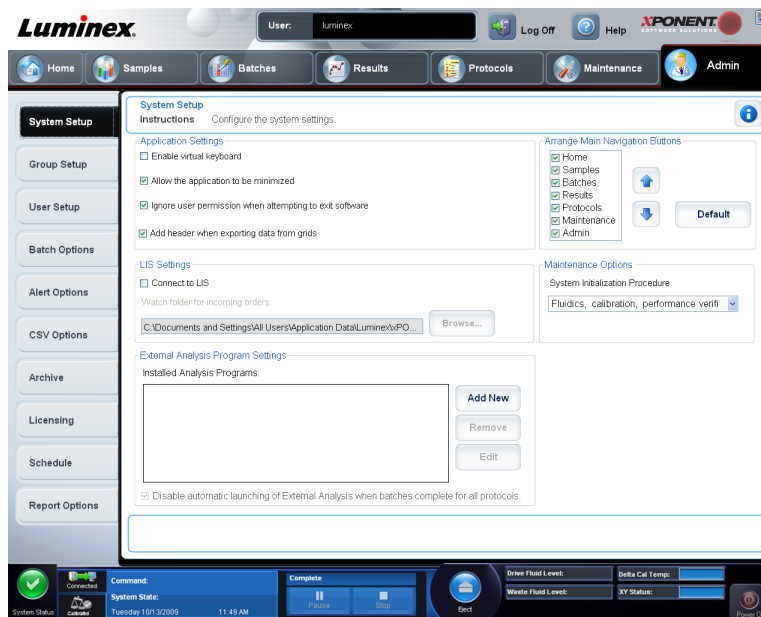 Luminex.
User: luminex
Log Off
Help
XPONENT.
SOFTWARE SOLUTIONS
Home
Samples
Batches
Results
Protocols
Maintenance
Admin
System Setup
Group Setup
User Setup
Batch Options
Alert Options
CSV Options
Archive
Licensing
Schedule
Report Options
System Setup
Instructions Configure the system settings.
Application Settings
Enable virtual keyboard
Allow the application to be minimized
Ignore user permission when attempting to exit software
Add header when exporting data from grids
Arrange Main Navigation Buttons
Home
Samples
Batches
Results
Protocols
Maintenance
Admin
Default
LIS Settings
Connect to LIS
Watch folder for incoming orders:
C:\Documents and Settings\All Users\Application Data\Luminex\xPO...
Browse...
Maintenance Options
System Initialization Procedure
Fluidics, calibration, performance verifi
External Analysis Program Settings
Installed Analysis Programs:
Add New
Remove
Edit
Disable automatic launching of External Analysis when batches complete for all protocols.
System Status
Connected
Calibrated
Command:
System State:
Tuesday 10/13/2009 11:49 AM
Complete
Pause
Stop
Eject
Drive Fluid Level:
Waste Fluid Level:
Delta Cal Temp:
XY Status:
Power O